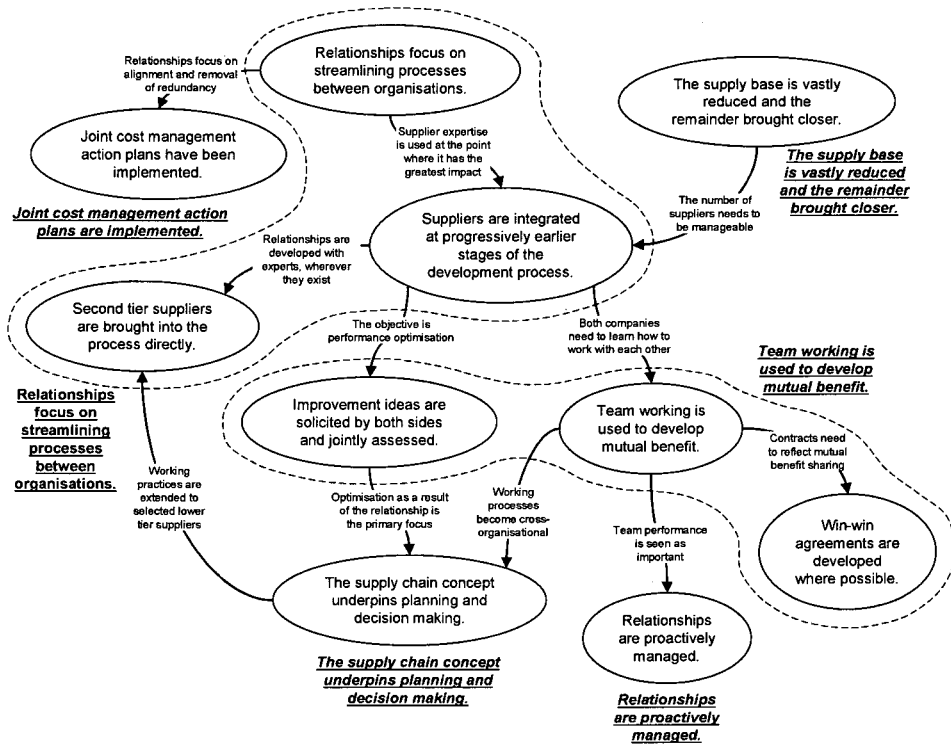 Relationships focus on
alignment and removal
of redundancy
Relationships focus on
streamlining processes
between organisations.
The supply base is vastly
reduced and the
remainder brought closer.
Joint cost management
action plans have been
implemented.
Supplier expertise
is used at the point
where it has the
greatest impact
The supply base
is vastly reduced
and the remainder
brought closer.
Joint cost management action
plans are implemented.
The number of
suppliers needs to
be manageable
Suppliers are integrated
at progressively earlier
stages of the
development process.
Relationships are
developed with
experts, wherever
they exist
Second tier suppliers
are brought into the
process directly.
The objective is
performance optimisation
Both companies
need to learn how to
work with each other
Team working is
used to develop
mutual benefit.
Relationships
focus on
streamlining
processes
between
organisations.
Improvement ideas are
solicited by both sides
and jointly assessed.
Team working is
used to develop
mutual benefit.
Contracts need
to reflect mutual
benefit sharing
Working
practices are
extended to
selected lower
tier suppliers
Optimisation as a result
of the relationship is
the primary focus
Working
processes
become cross-
organisational
Team performance
is seen as
important
Win-win
agreements are
developed
where possible.
The supply chain concept
underpins planning and
decision making.
Relationships
are proactively
managed.
The supply chain concept
underpins planning and
decision making.
Relationships
are proactively
managed.